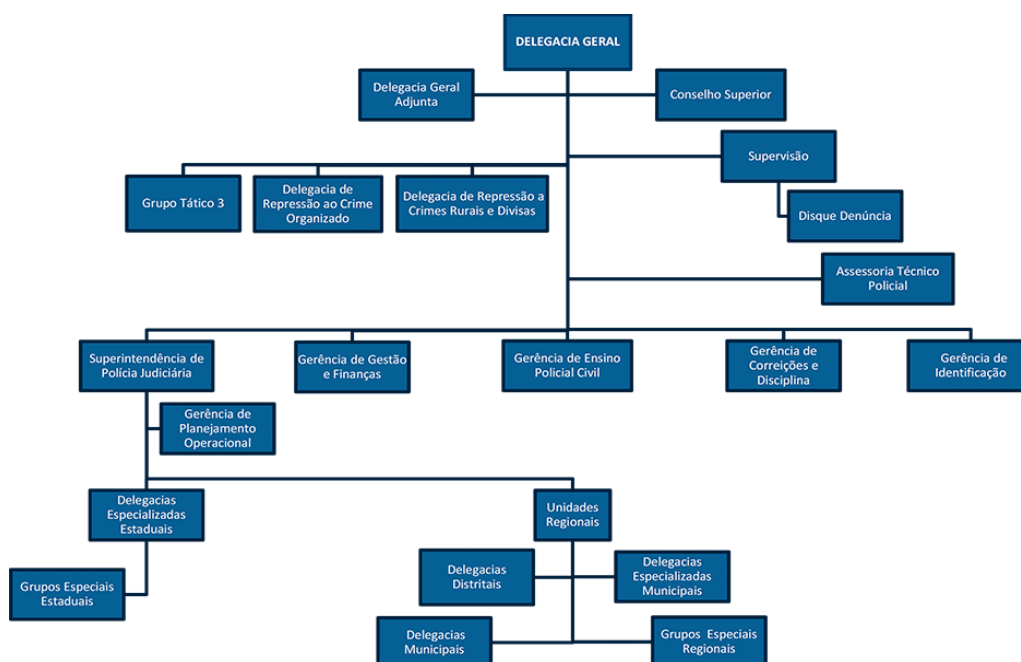 DELEGACIA GERAL
Delegacia Geral
Adjunta
Conselho Superior
Supervisão
Grupo Tático 3
Delegacia de
Repressão ao Crime
Organizado
Delegacia de Repressão a
Crimes Rurais e Divisas
Disque Denúncia
Assessoria Técnico
Policial
Superintendência de
Polícia Judiciária
Gerência de Gestão
e Finanças
Gerência de Ensino
Policial Civil
Gerência de
Correições e
Disciplina
Gerência de
Identificação
Gerência de
Planejamento
Operacional
Delegacias
Especializadas
Estaduais
Unidades
Regionais
Grupos Especiais
Estaduais
Delegacias
Distritais
Delegacias
Especializadas
Municipais
Delegacias
Municipais
Grupos Especiais
Regionais